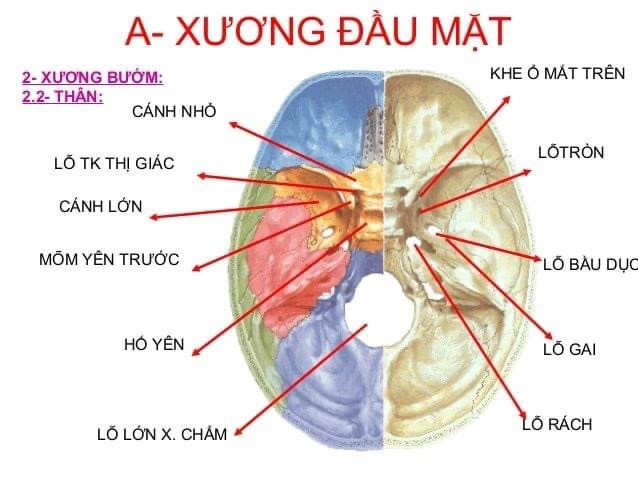 A- XƯƠNG ĐẦU MẶT
2- XƯƠNG BƯỚM:
2.2- THÂN:
CÁNH NHỎ
LỖ TK THỊ GIÁC
CÁNH LỚN
MÕM YÊN TRƯỚC
HỐ YÊN
LỖ LỚN X. CHẨM
KHE Ổ MẮT TRÊN
LỖTRÒN
LỖ BÀU DỤC
LỖ GAI
LỖ RÁCH